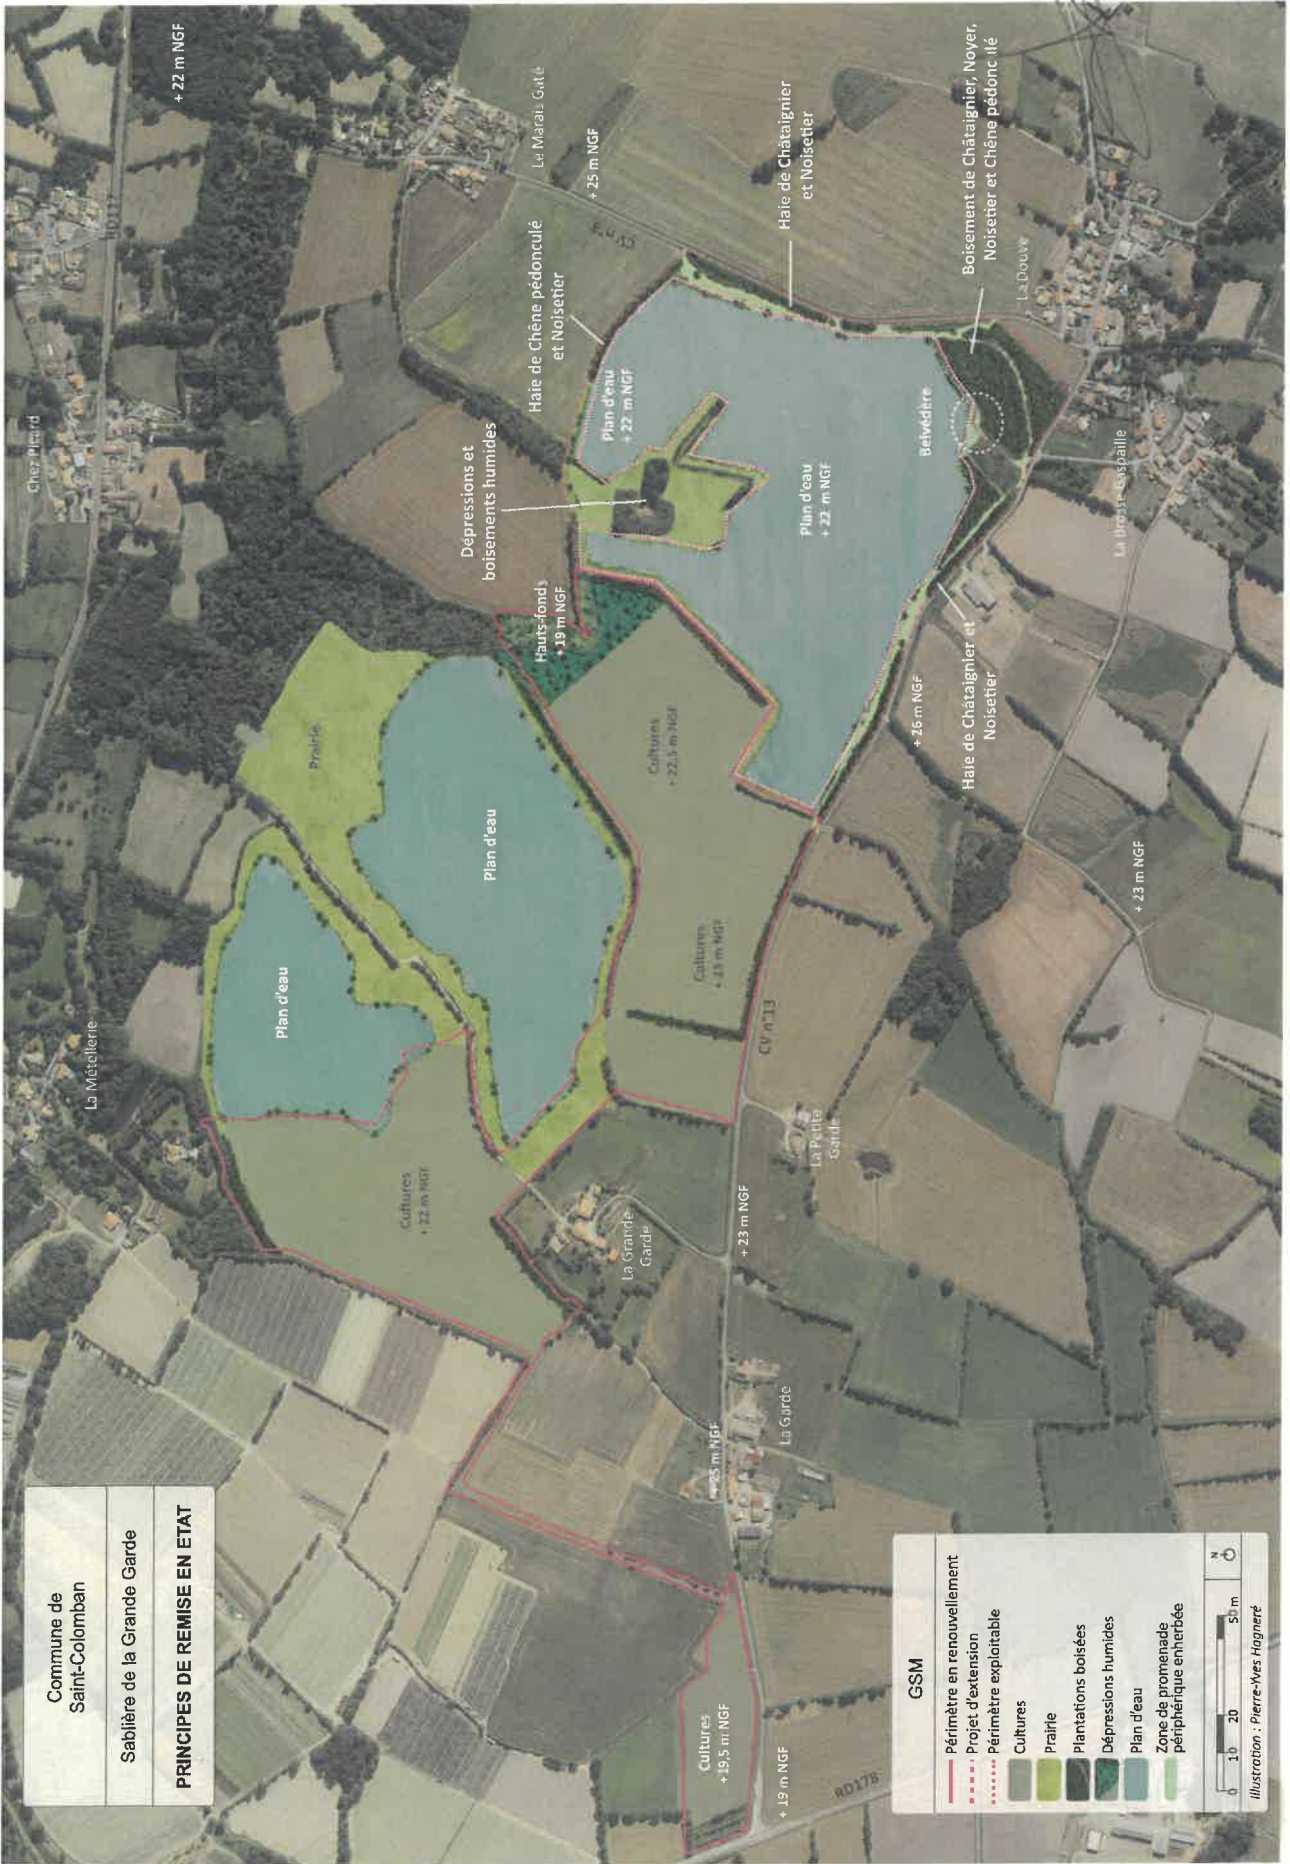 Commune de
Saint-Colomban
Sablière de la Grande Garde
PRINCIPES DE REMISE EN ETAT
La Métellerie
Chez Picard
+ 22 m NGF
Le Marais Gaté
+ 25 m NGF
CV n°3
Prairie
Plan d'eau
Plan d'eau
Cultures
+ 22 m NGF
Hauts-fonds
+ 19 m NGF
Dépressions et
boisements humides
Haie de Chêne pédonculé
et Noisetier
Plan d'eau
+ 22 m NGF
Haie de Châtaignier
et Noisetier
Cultures
+ 22,5 m NGF
Cultures
+ 23 m NGF
Plan d'eau
+ 22 m NGF
Belvédère
Boisement de Châtaignier, Noyer,
Noisetier et Chêne pédonculé
La Douve
La Brosse Gaspaille
Haie de Châtaignier et
Noisetier
+ 26 m NGF
+ 23 m NGF
CV n°13
La Petite
Garde
La Grande
Garde
+ 23 m NGF
La Garde
+ 25 m NGF
Cultures
+19,5 m NGF
+ 19 m NGF
RD178
GSM
Périmètre en renouvellement
Projet d'extension
Périmètre exploitable
Cultures
Prairie
Plantations boisées
Dépressions humides
Plan d'eau
Zone de promenade
périphérique enherbée
0 10 20 50 m
N
Illustration : Pierre-Yves Hagneré